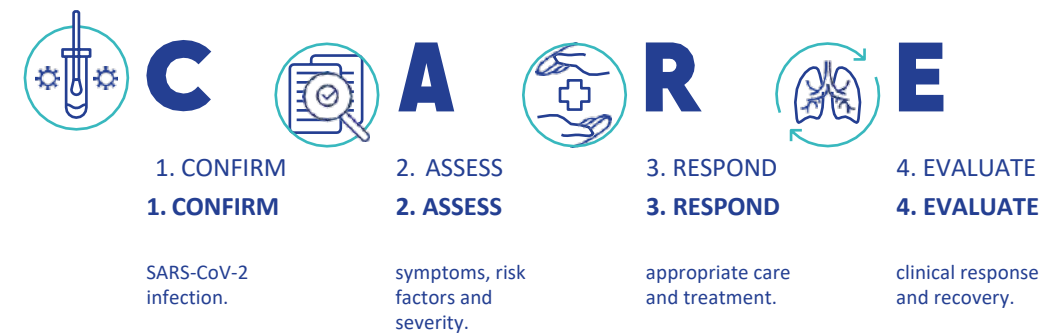 C A R E
1. CONFIRM 2. ASSESS 3. RESPOND 4. EVALUATE
1. CONFIRM 2. ASSESS 3. RESPOND 4. EVALUATE
SARS-CoV-2
infection.
symptoms, risk
factors and
severity.
appropriate care
and treatment.
clinical response
and recovery.